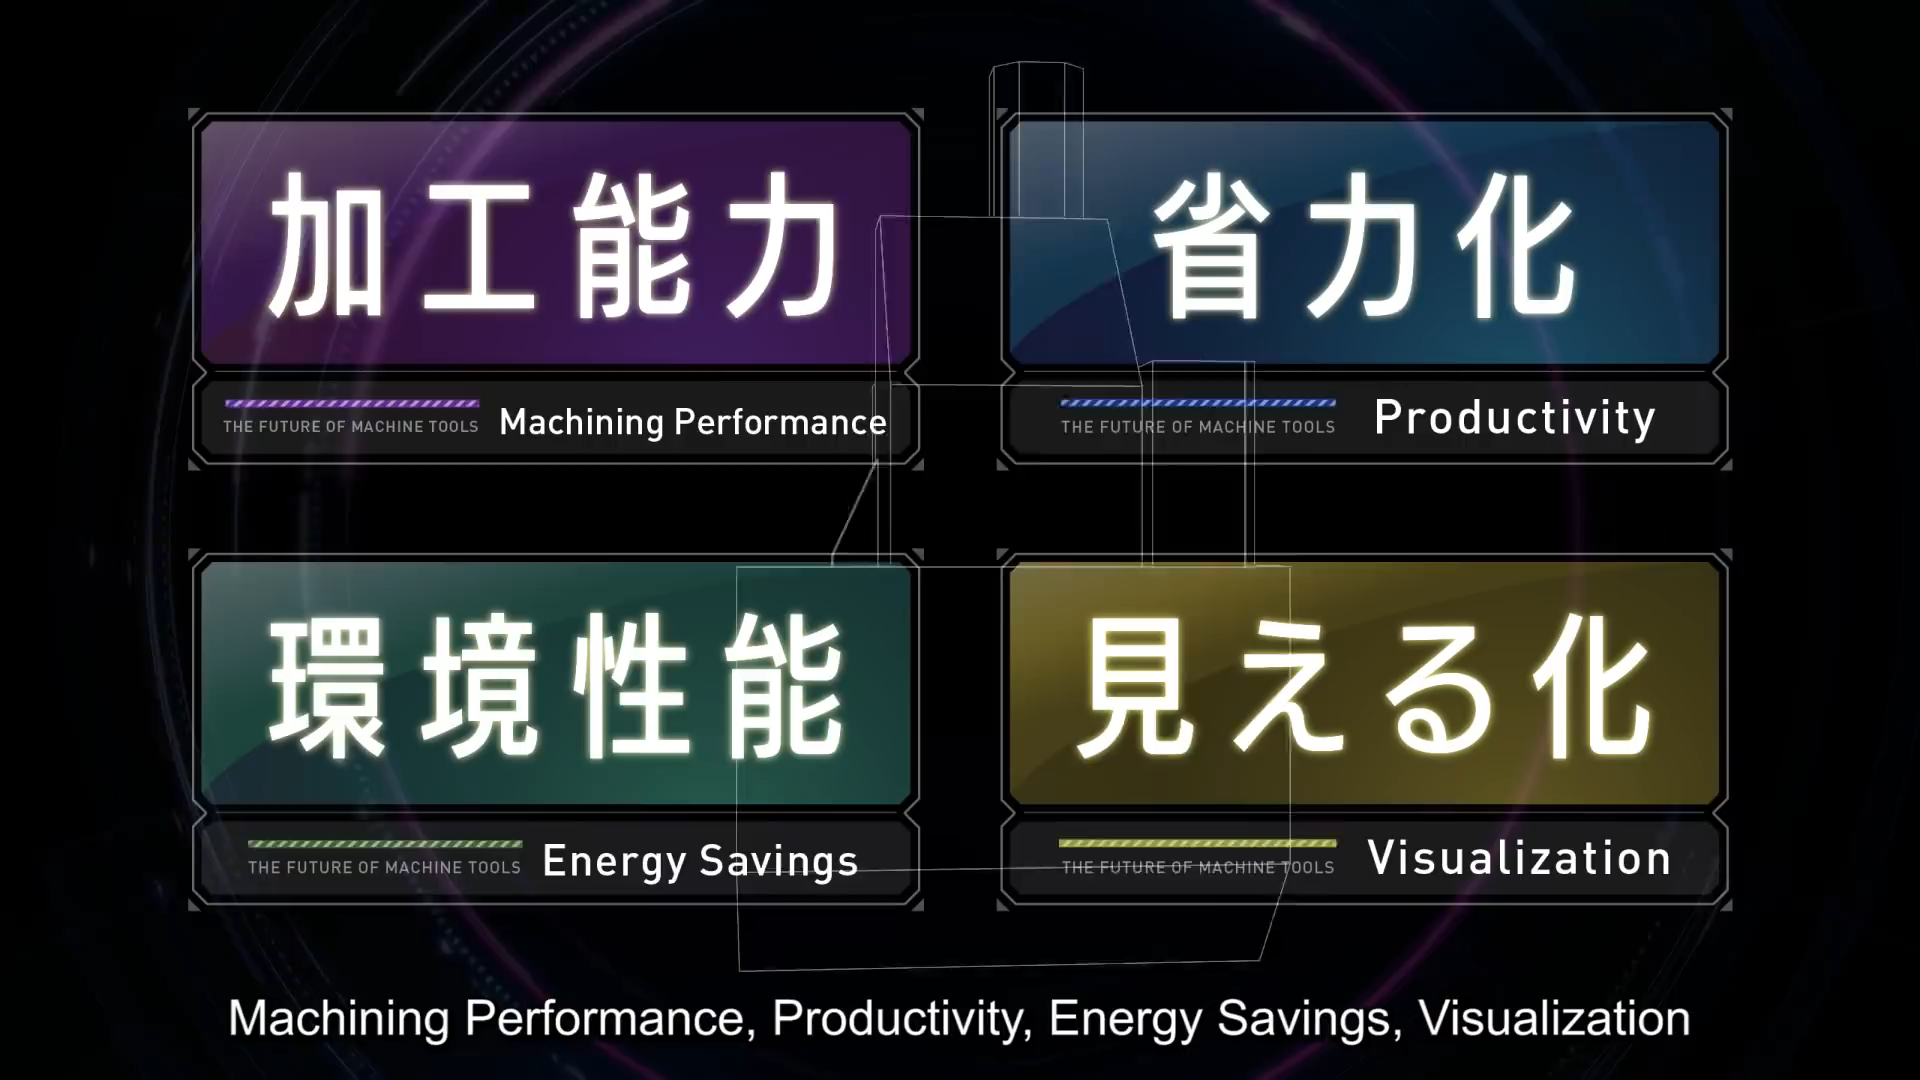 加工能力
THE FUTURE OF MACHINE TOOLS Machining Performance
省力化
THE FUTURE OF MACHINE TOOLS Productivity
環境性能
THE FUTURE OF MACHINE TOOLS Energy Savings
見える化
THE FUTURE OF MACHINE TOOLS Visualization
Machining Performance, Productivity, Energy Savings, Visualization